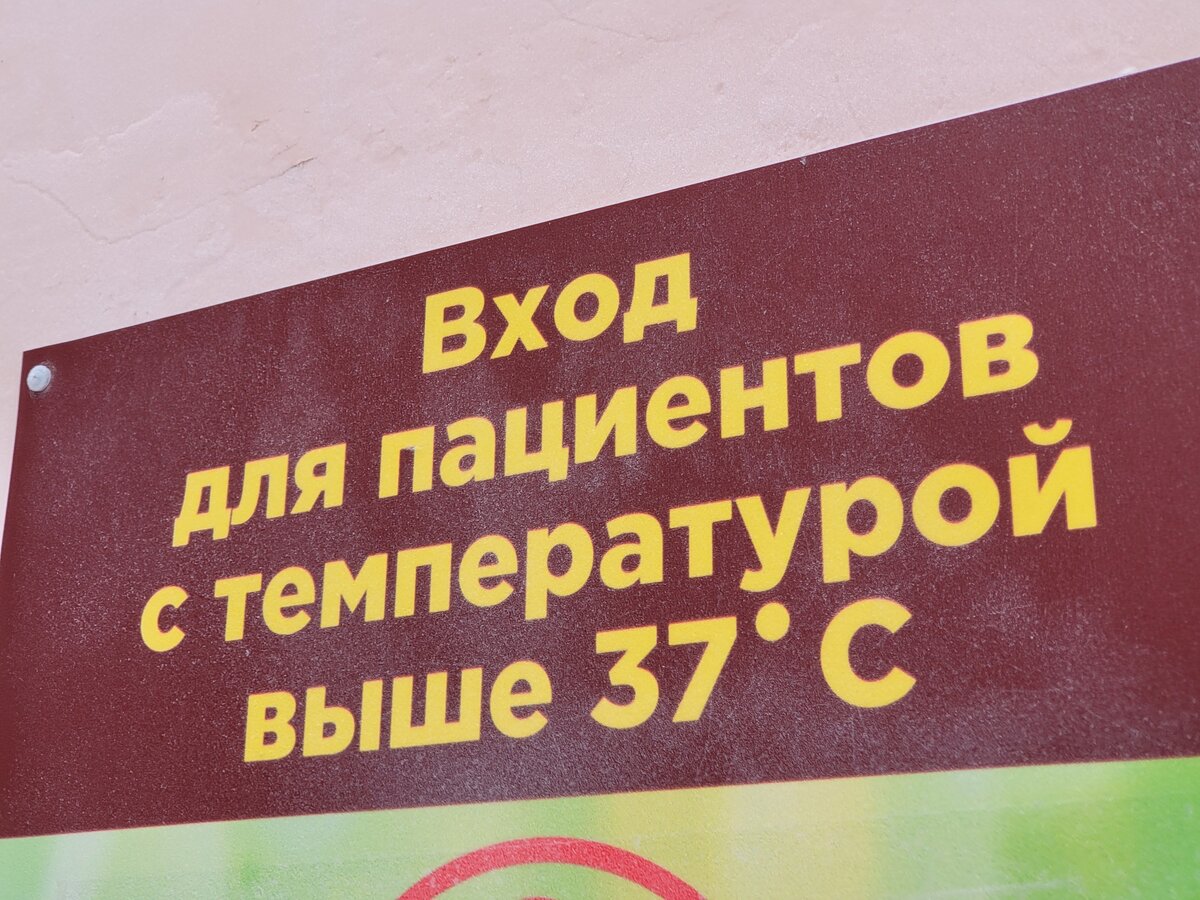 Вход
для пациентов
с температурой
выше 37°С